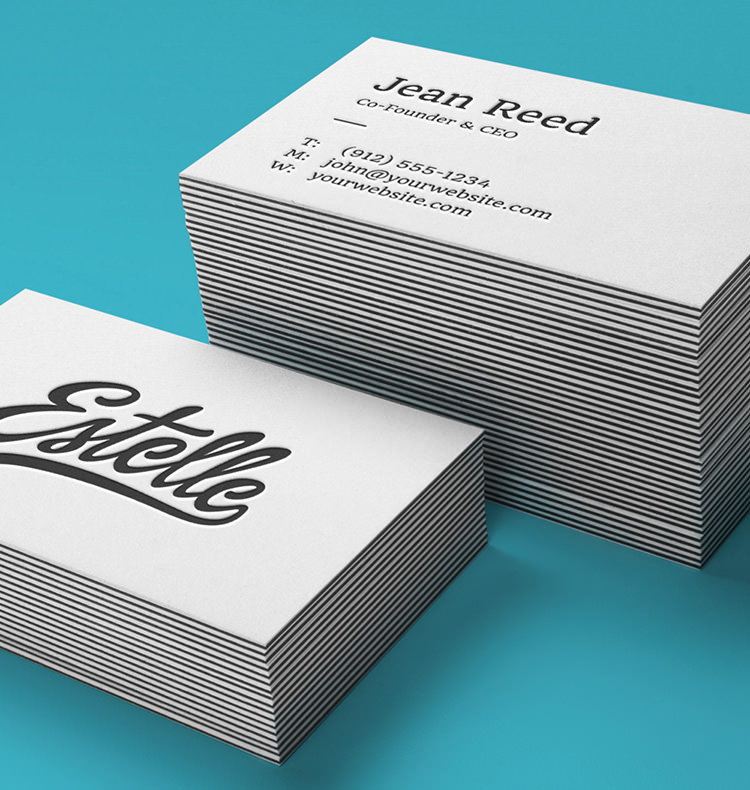 Jean Reed
Co-Founder & CEO
T: (912) 555-1234
M: john@yourwebsite.com
W: yourwebsite.com
Estelle